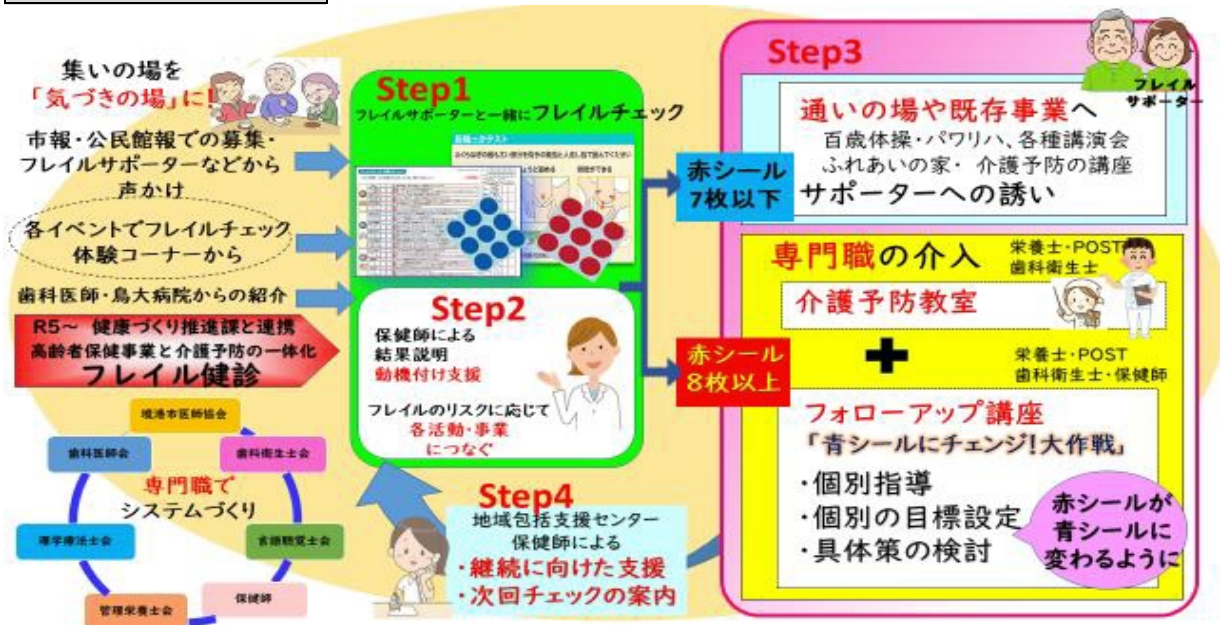 集いの場を
「気づきの場」に！
市報・公民館報での募集・
フレイルサポーターなどから
声かけ
各イベントでフレイルチェック
体験コーナーから
歯科医師・鳥大病院からの紹介
R5～ 健康づくり推進課と連携
高齢者保健事業と介護予防の一体化
フレイル健診
境港市医師協会
歯科医師会
歯科衛生士会
専門職で
システムづくり
理学療法士会
言語聴覚士会
管理栄養士会
保健師
Step1
フレイルサポーターと一緒にフレイルチェック
Step2
保健師による
結果説明
動機付け支援
フレイルのリスクに応じて
各活動・事業
につなぐ
赤シール
7枚以下
赤シール
8枚以上
Step3
フレイル
サポーター
通いの場や既存事業へ
百歳体操・パワリハ、各種講演会
ふれあいの家・ 介護予防の講座
サポーターへの誘い
専門職の介入
栄養士・POST
歯科衛生士
介護予防教室
栄養士・POST
歯科衛生士・保健師
フォローアップ講座
「青シールにチェンジ！大作戦」
・個別指導
・個別の目標設定
・具体策の検討
赤シールが
青シールに
変わるように
Step4
地域包括支援センター
保健師による
・継続に向けた支援
・次回チェックの案内